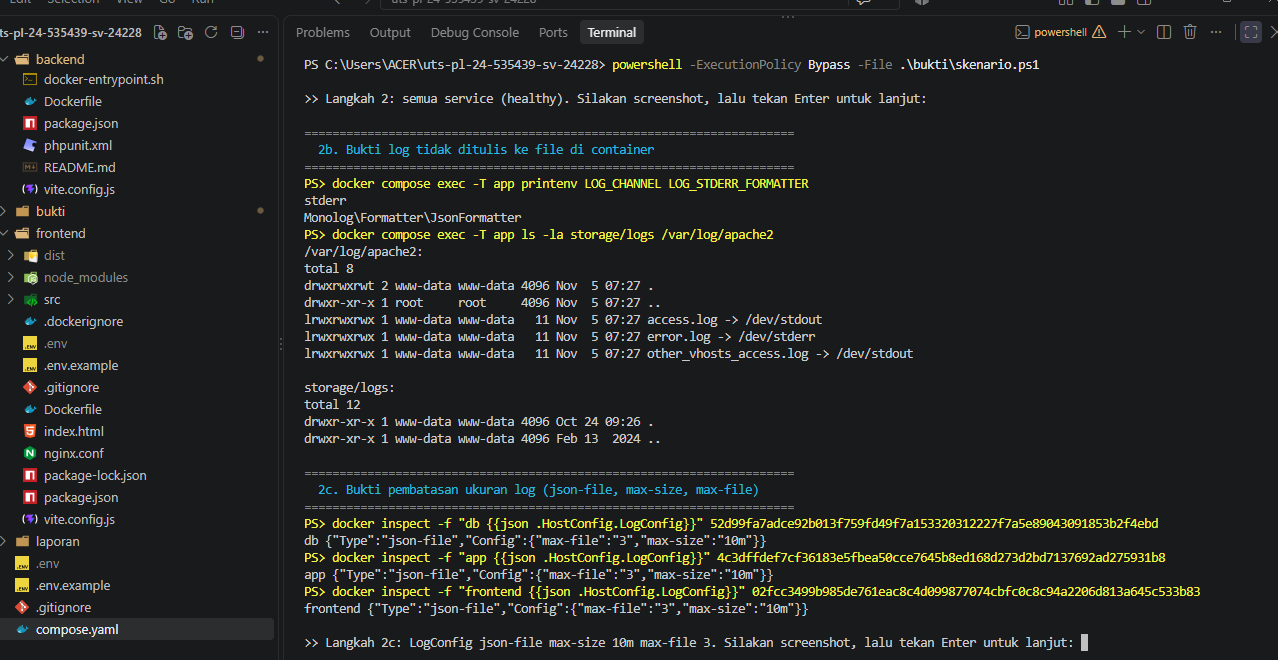 Edit Selection View Go Run
uts-pl-24-535439-sv-24228
uts-pl-24-535439-sv-24228
backend
docker-entrypoint.sh
Dockerfile
package.json
phpunit.xml
README.md
vite.config.js
bukti
frontend
dist
node_modules
src
.dockerignore
.env
.env.example
.gitignore
Dockerfile
index.html
nginx.conf
package-lock.json
package.json
vite.config.js
laporan
.env
.env.example
.gitignore
compose.yaml
Problems Output Debug Console Ports Terminal
powershell
PS C:\Users\ACER\uts-pl-24-535439-sv-24228> powershell -ExecutionPolicy Bypass -File .\bukti\skenario.ps1
>> Langkah 2: semua service (healthy). Silakan screenshot, lalu tekan Enter untuk lanjut:
======================================================================
2b. Bukti log tidak ditulis ke file di container
======================================================================
PS> docker compose exec -T app printenv LOG_CHANNEL LOG_STDERR_FORMATTER
stderr
Monolog\Formatter\JsonFormatter
PS> docker compose exec -T app ls -la storage/logs /var/log/apache2
/var/log/apache2:
total 8
drwxrwxrwt 2 www-data www-data 4096 Nov  5 07:27 .
drwxr-xr-x 1 root     root     4096 Nov  5 07:27 ..
lrwxrwxrwx 1 www-data www-data   11 Nov  5 07:27 access.log -> /dev/stdout
lrwxrwxrwx 1 www-data www-data   11 Nov  5 07:27 error.log -> /dev/stderr
lrwxrwxrwx 1 www-data www-data   11 Nov  5 07:27 other_vhosts_access.log -> /dev/stdout
storage/logs:
total 12
drwxr-xr-x 1 www-data www-data 4096 Oct 24 09:26 .
drwxr-xr-x 1 www-data www-data 4096 Feb 13  2024 ..
======================================================================
2c. Bukti pembatasan ukuran log (json-file, max-size, max-file)
======================================================================
PS> docker inspect -f "db {{json .HostConfig.LogConfig}}" 52d99fa7adce92b013f759fd49f7a153320312227f7a5e89043091853b2f4ebd
db {"Type":"json-file","Config":{"max-file":"3","max-size":"10m"}}
PS> docker inspect -f "app {{json .HostConfig.LogConfig}}" 4c3dffdef7cf36183e5fbea50cce7645b8ed168d273d2bd7137692ad275931b8
app {"Type":"json-file","Config":{"max-file":"3","max-size":"10m"}}
PS> docker inspect -f "frontend {{json .HostConfig.LogConfig}}" 02fcc3499b985de761eac8c4d099877074cbfc0c8c94a2206d813a645c533b83
frontend {"Type":"json-file","Config":{"max-file":"3","max-size":"10m"}}
>> Langkah 2c: LogConfig json-file max-size 10m max-file 3. Silakan screenshot, lalu tekan Enter untuk lanjut: